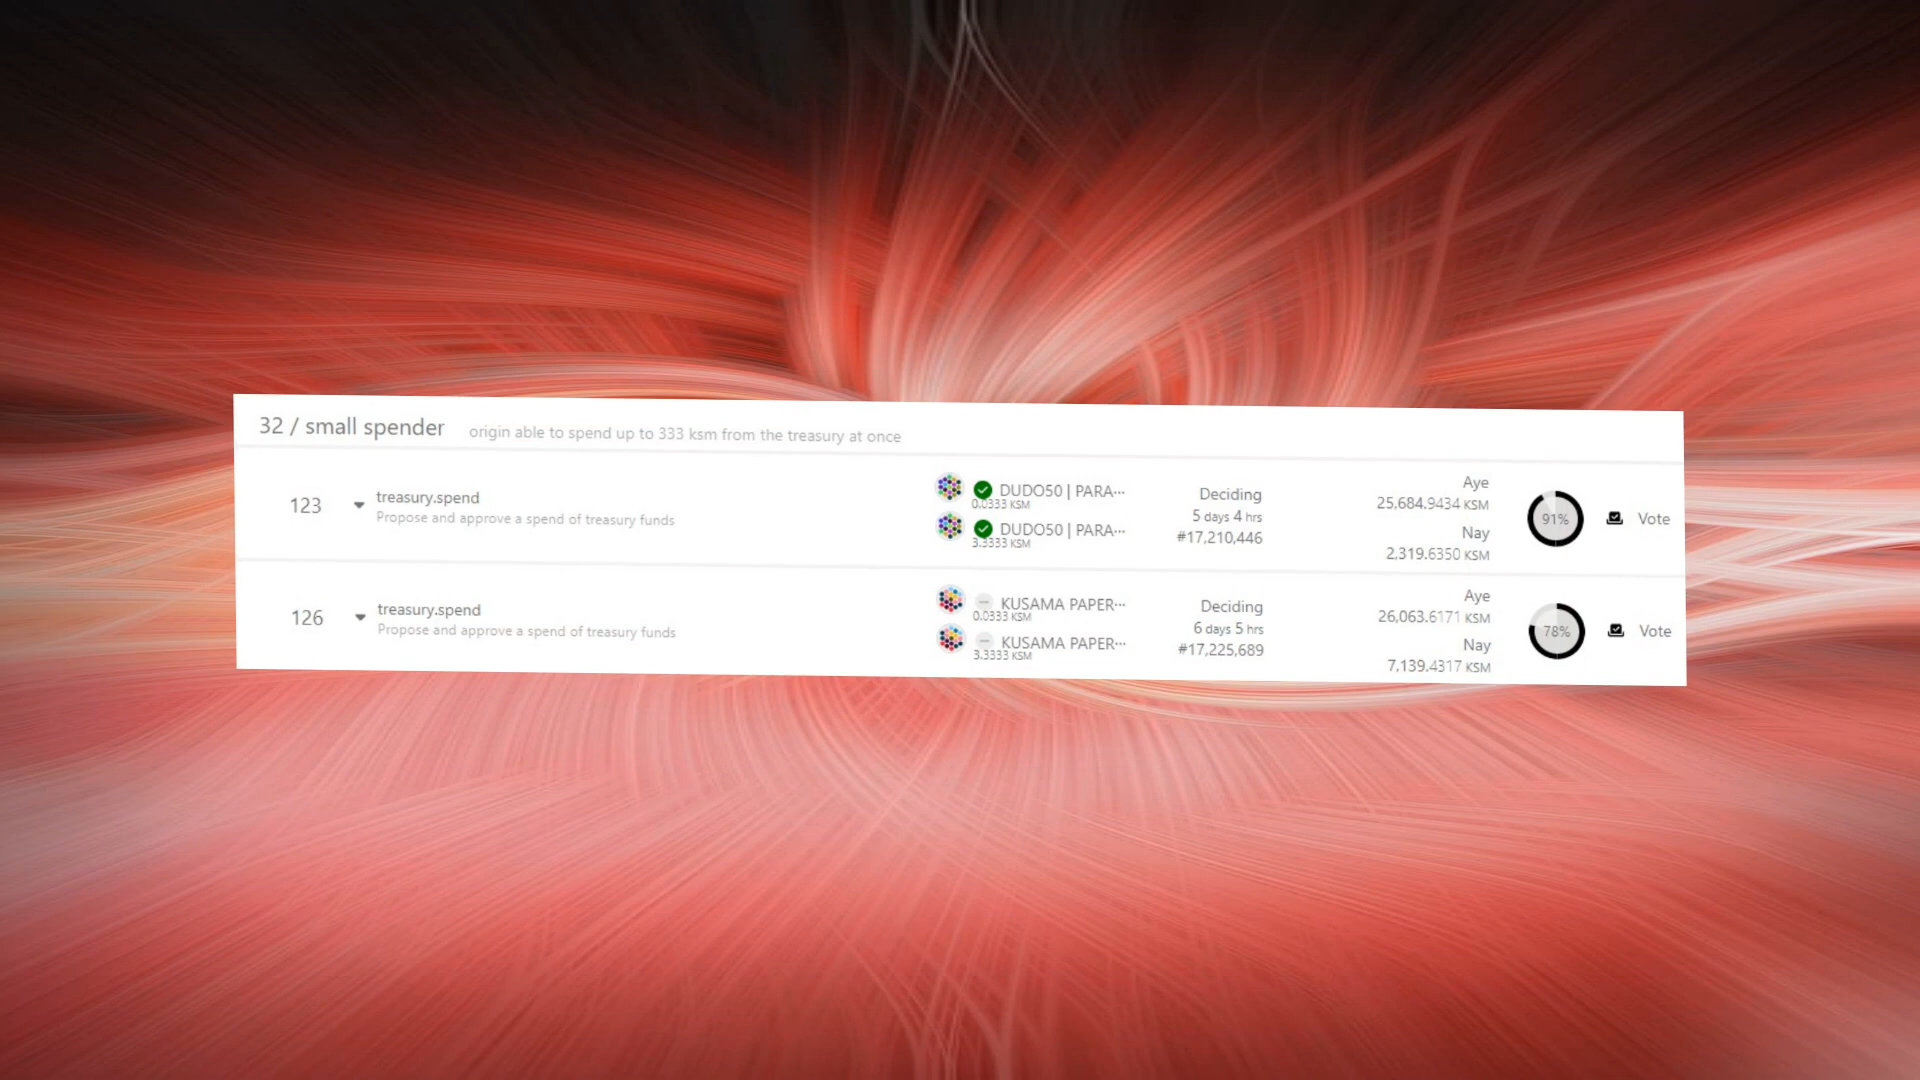 32 / small spender origin able to spend up to 333 ksm from the treasury at once
123
treasury.spend
Propose and approve a spend of treasury funds
DUDO50 | PARA···
0.0333 KSM
DUDO50 | PARA···
3.3333 KSM
Deciding
5 days 4 hrs
#17,210,446
Aye
25,684.9434 KSM
Nay
2,319.6350 KSM
91%
Vote
126
treasury.spend
Propose and approve a spend of treasury funds
KUSAMA PAPER···
0.0333 KSM
KUSAMA PAPER···
3.3333 KSM
Deciding
6 days 5 hrs
#17,225,689
Aye
26,063.6171 KSM
Nay
7,139.4317 KSM
78%
Vote